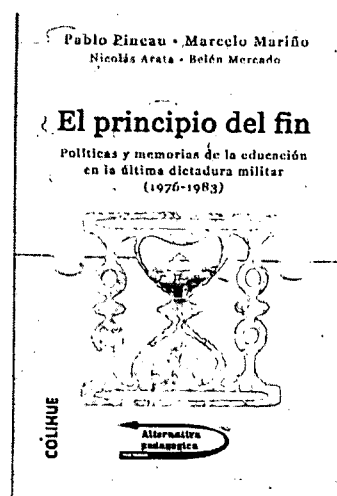 Pablo Pineau • Marcelo Mariño
Nicolás Arata • Belén Mercado
El principio del fin
Políticas y memorias de la educación
en la última dictadura militar
(1976-1983)
COLIHUE
Alternativa
pedagógica